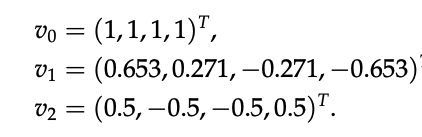 v₀ = (1, 1, 1, 1)ᵀ,
v₁ = (0.653, 0.271, −0.271, −0.653)ᵀ
v₂ = (0.5, −0.5, −0.5, 0.5)ᵀ.